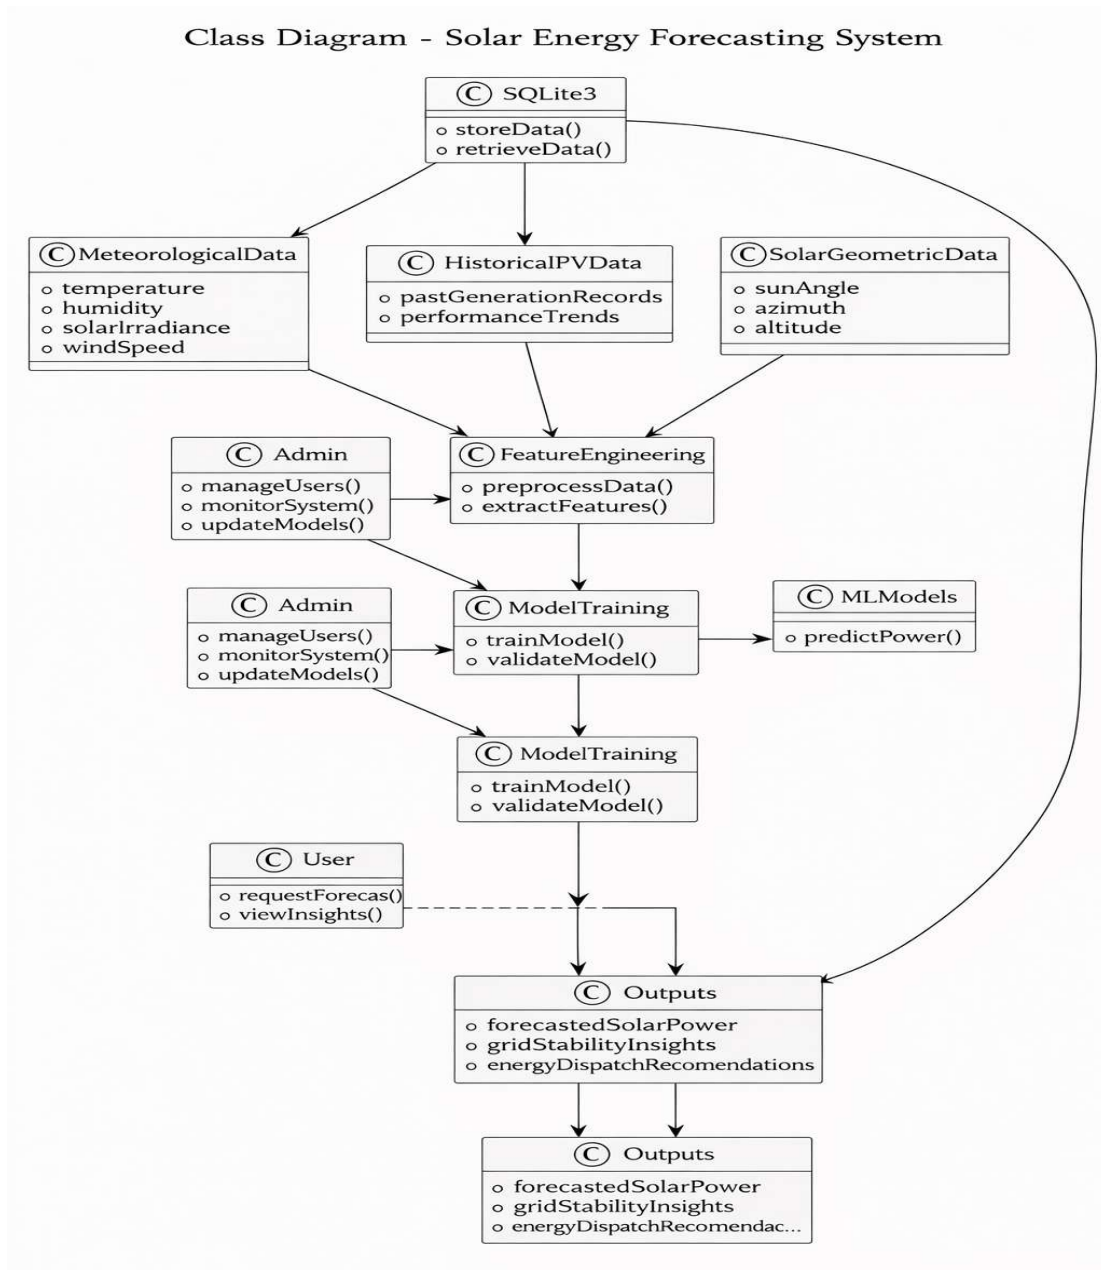 Class Diagram - Solar Energy Forecasting System
C SQLite3
storeData()
retrieveData()
C MeteorologicalData
temperature
humidity
solarIrradiance
windSpeed
C HistoricalPVData
pastGenerationRecords
performanceTrends
C SolarGeometricData
sunAngle
azimuth
altitude
C Admin
manageUsers()
monitorSystem()
updateModels()
C FeatureEngineering
preprocessData()
extractFeatures()
C Admin
manageUsers()
monitorSystem()
updateModels()
C ModelTraining
trainModel()
validateModel()
C MLModels
predictPower()
C ModelTraining
trainModel()
validateModel()
C User
requestForecas()
viewInsights()
C Outputs
forecastedSolarPower
gridStabilityInsights
energyDispatchRecomendations
C Outputs
forecastedSolarPower
gridStabilityInsights
energyDispatchRecomendac...